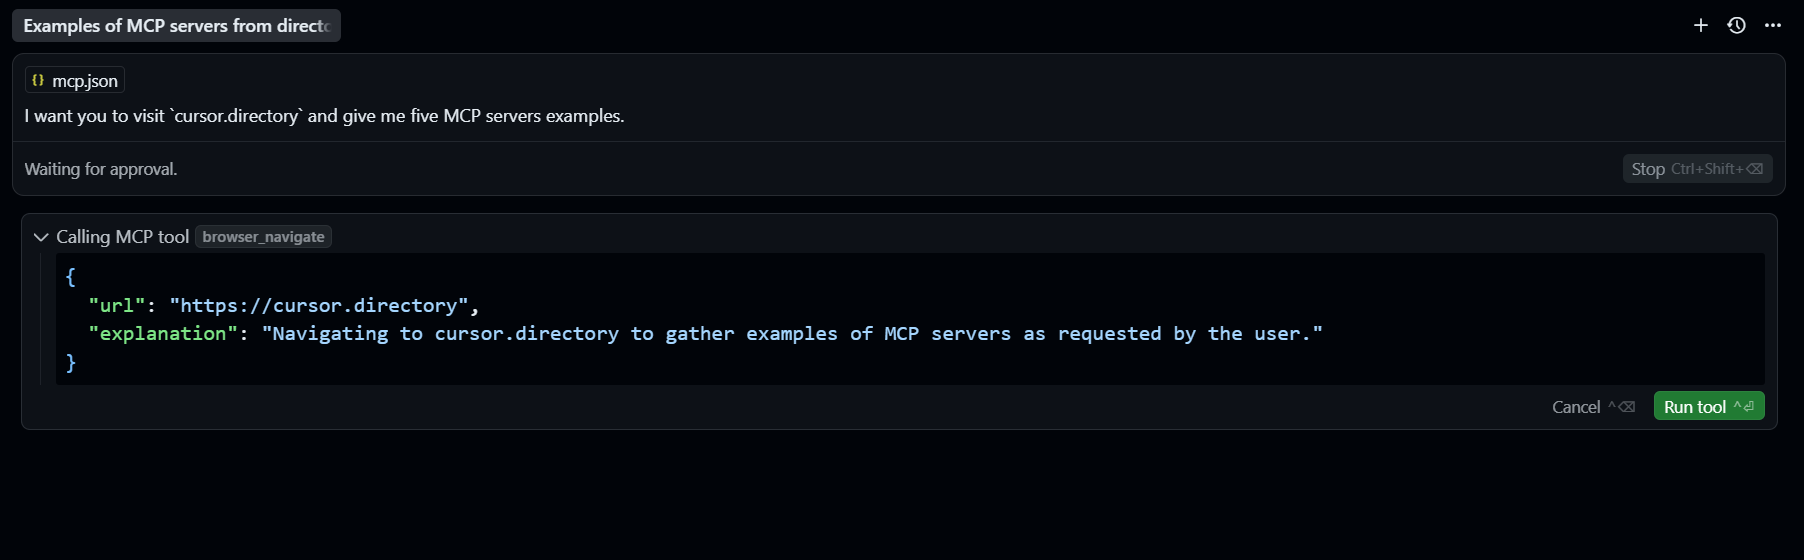 Examples of MCP servers from direct
{} mcp.json
I want you to visit `cursor.directory` and give me five MCP servers examples.
Waiting for approval.
Stop Ctrl+Shift+⌫
Calling MCP tool browser_navigate
{
"url": "https://cursor.directory",
"explanation": "Navigating to cursor.directory to gather examples of MCP servers as requested by the user."
}
Cancel ^⌫
Run tool ^⏎